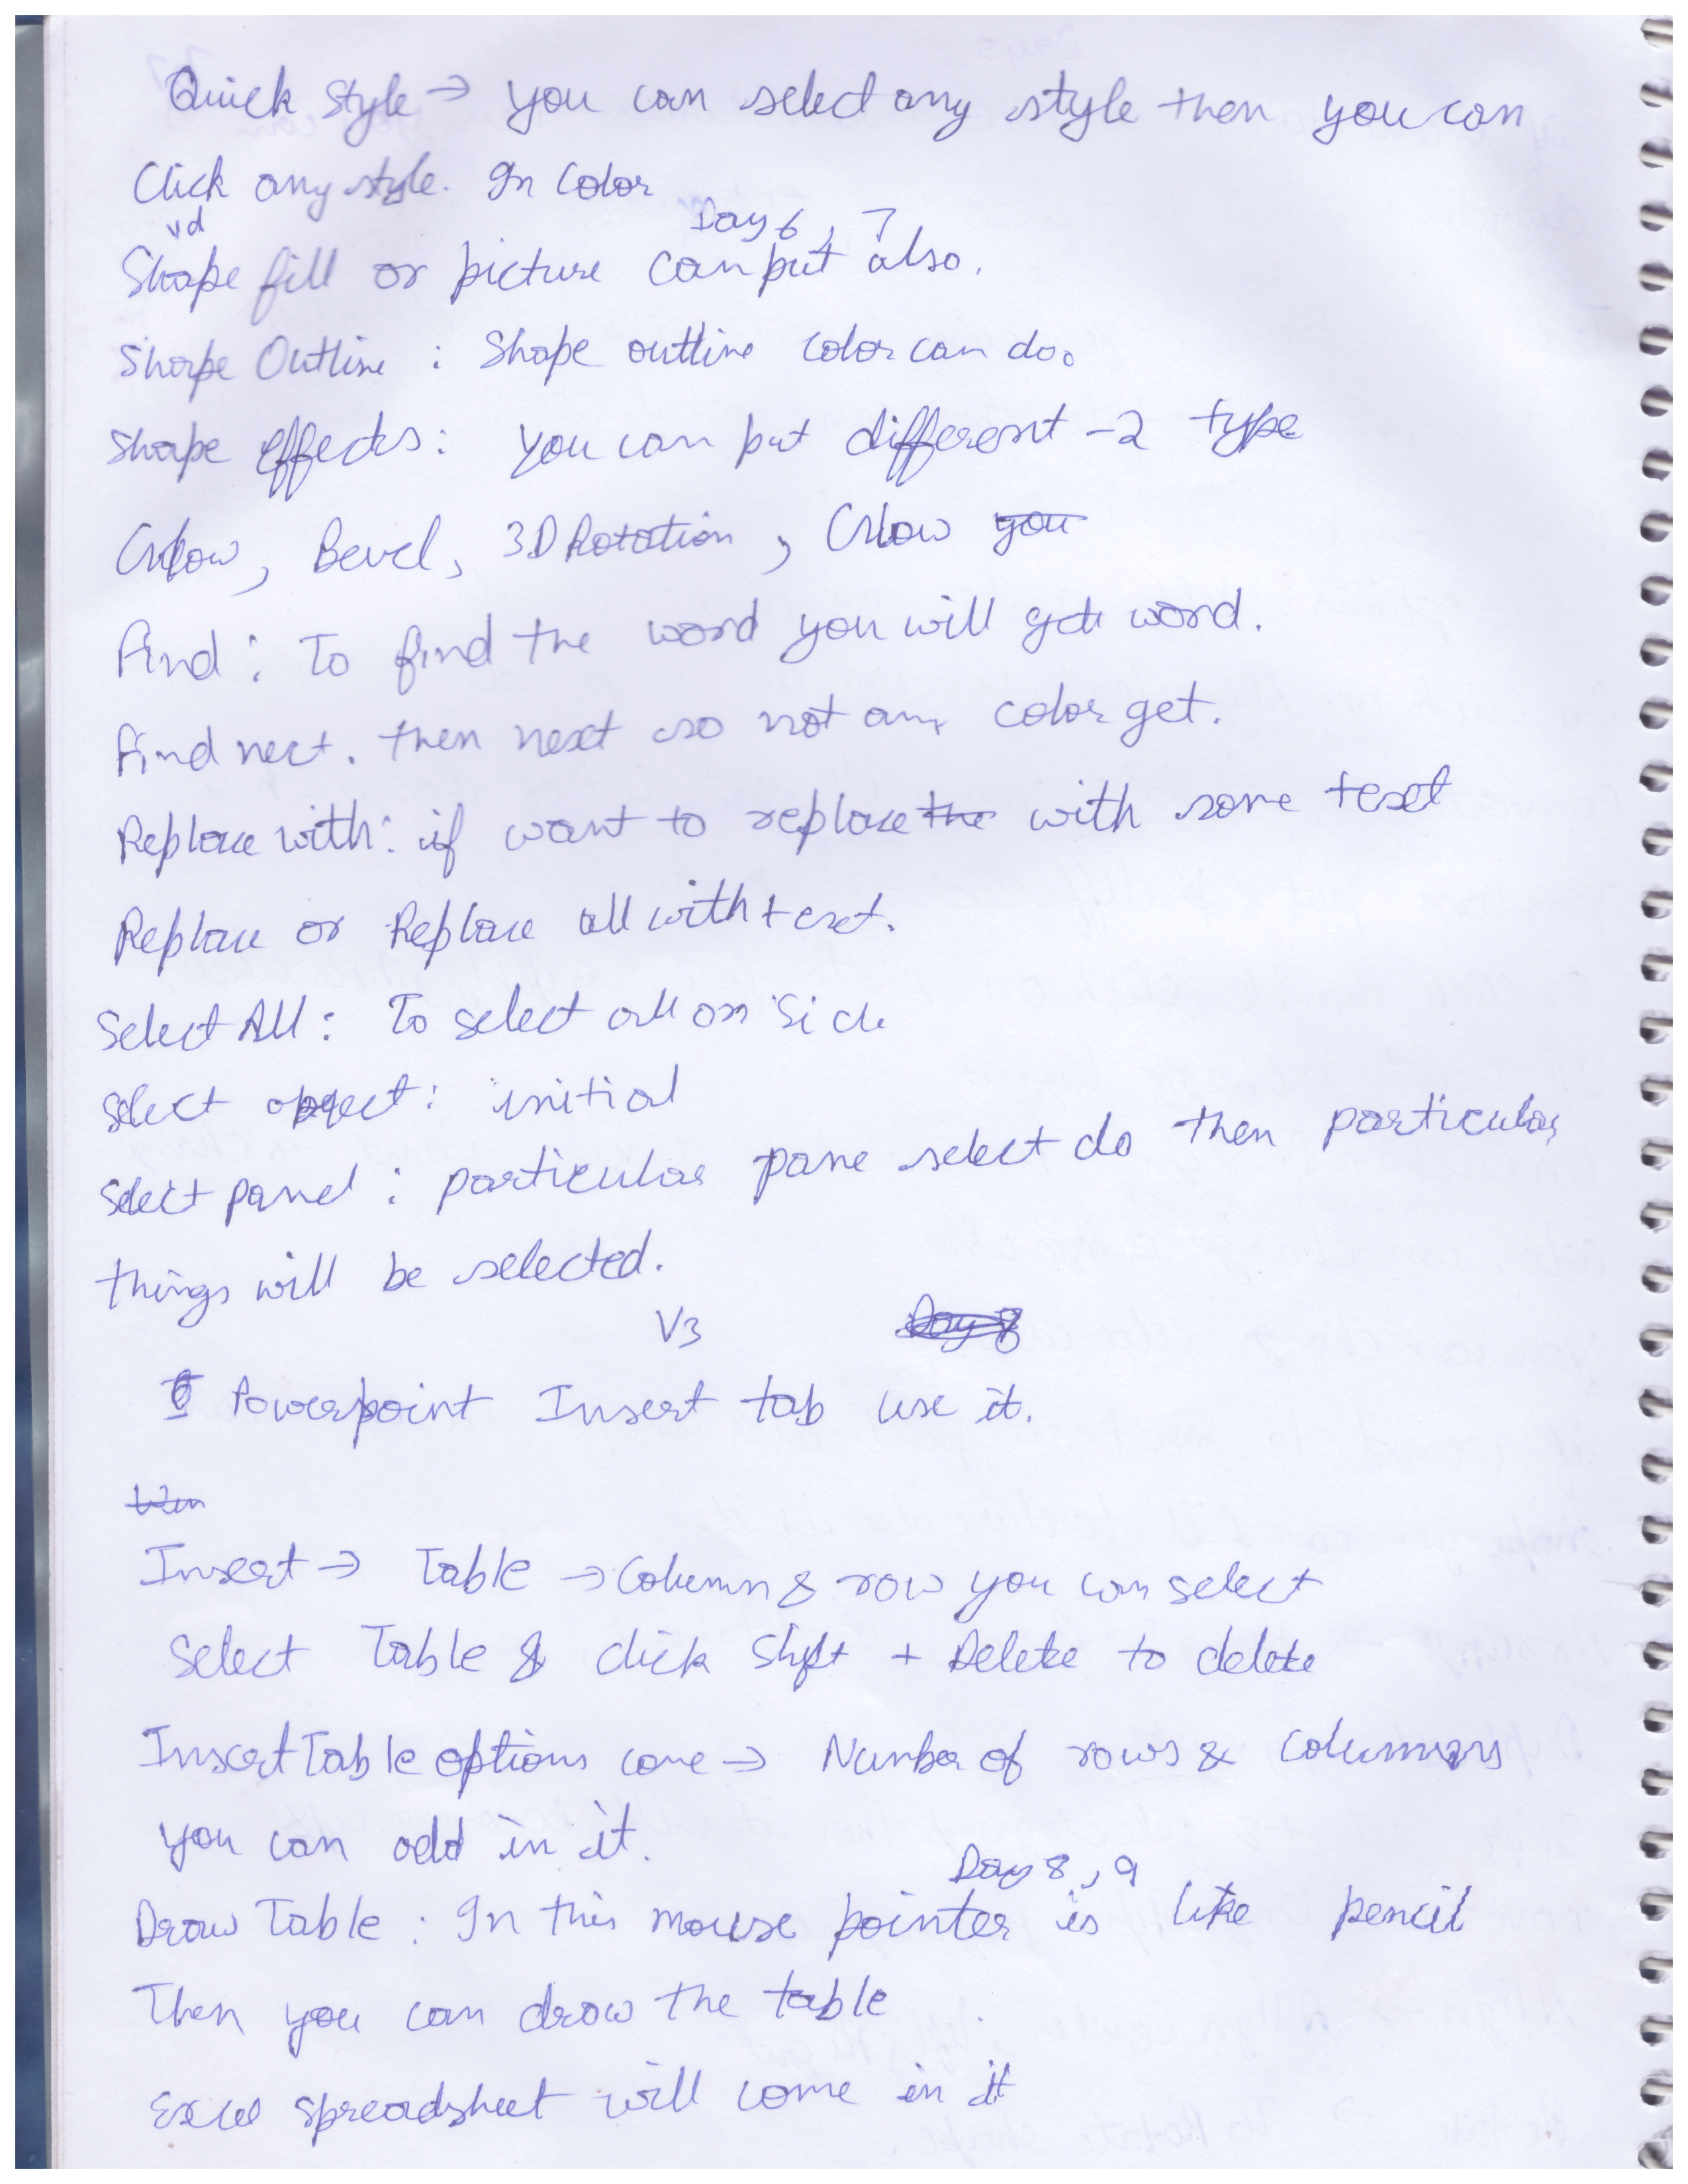 Quick Style → you can select any style then you can
Click any style. In Color
Day 6, 7
Shape fill or picture can put also.
Shape Outline : Shape outline color can do.
Shape effects : you can put different -2 type
Glow, Bevel, 3D Rotation, Glow you
Find : To find the word you will get word.
Find next. then next so not any color get.
Replace with : if want to replace the with some text
Replace or Replace all with text.
Select All : To select all on Side
Select object : initial
Select panel : particular pane select do then particular
things will be selected.
V3 Day 8
Powerpoint Insert tab use it.
Insert → Table → Column & row you can select
Select Table & click Shift + Delete to delete
Insert Table options come → Number of rows & columns
you can add in it.
Day 8, 9
Draw Table : In this mouse pointer is like pencil
Then you can draw the table
Excel spreadsheet will come in it